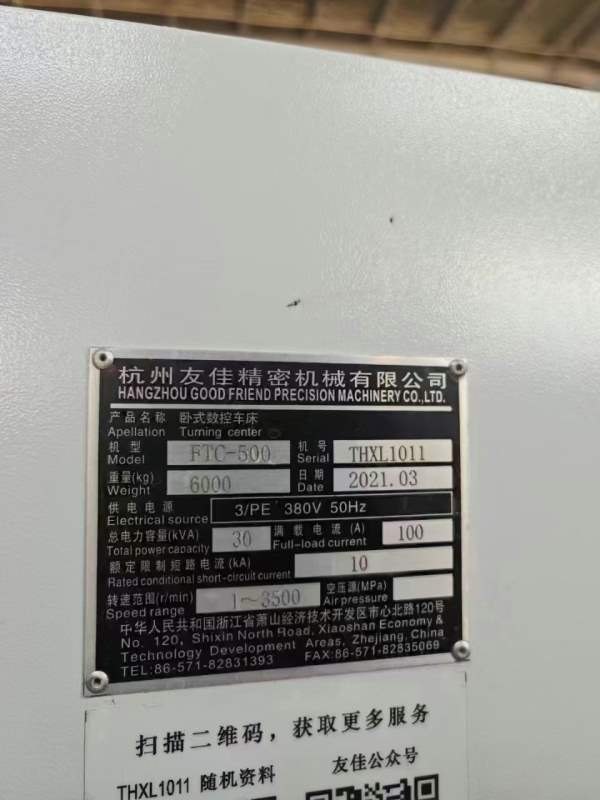 杭州友佳精密机械有限公司
HANGZHOU GOOD FRIEND PRECISION MACHINERY CO.,LTD.
产品名称 卧式数控车床
Apellation Turning center
机型 FTC-500 机号 THXL1011
Model Serial
重量(kg) 6000 日期 2021.03
Weight Date
供电电源 3/PE 380V 50Hz
Electrical source
总电力容量(kVA) 30 满载电流(A) 100
Total power capacity Full-load current
额定限制短路电流(kA) 10
Rated conditional short-circuit current
转速范围(r/min) 1~3500 空压源(MPa)
Speed range Air pressure
中华人民共和国浙江省萧山经济技术开发区市心北路120号
No. 120, Shixin North Road, Xiaoshan Economy &
Technology Development Areas, Zhejiang, China
TEL:86-571-82831393 FAX:86-571-82835069
扫描二维码，获取更多服务
THXL1011 随机资料 友佳公众号